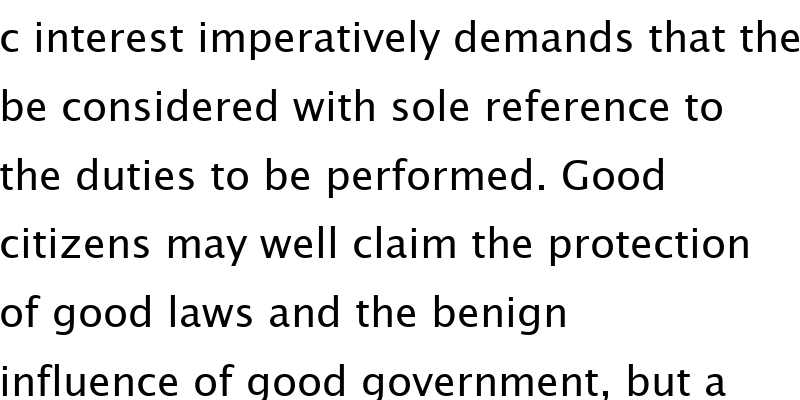 c interest imperatively demands that the
be considered with sole reference to
the duties to be performed. Good
citizens may well claim the protection
of good laws and the benign
influence of good government, but a